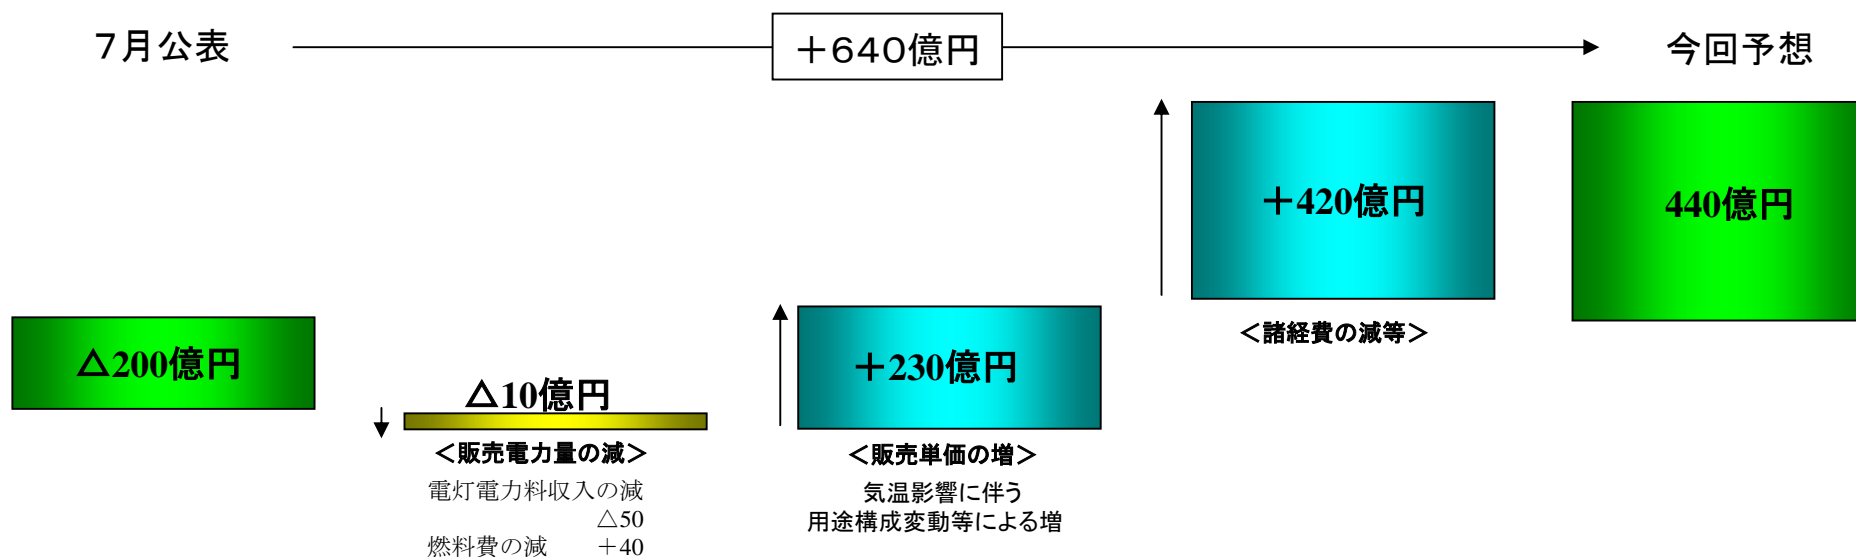 7月公表
＋640億円
今回予想
△200億円
△10億円
＜販売電力量の減＞
電灯電力料収入の減
△50
燃料費の減　＋40
＋230億円
＜販売単価の増＞
気温影響に伴う
用途構成変動等による増
＋420億円
＜諸経費の減等＞
440億円